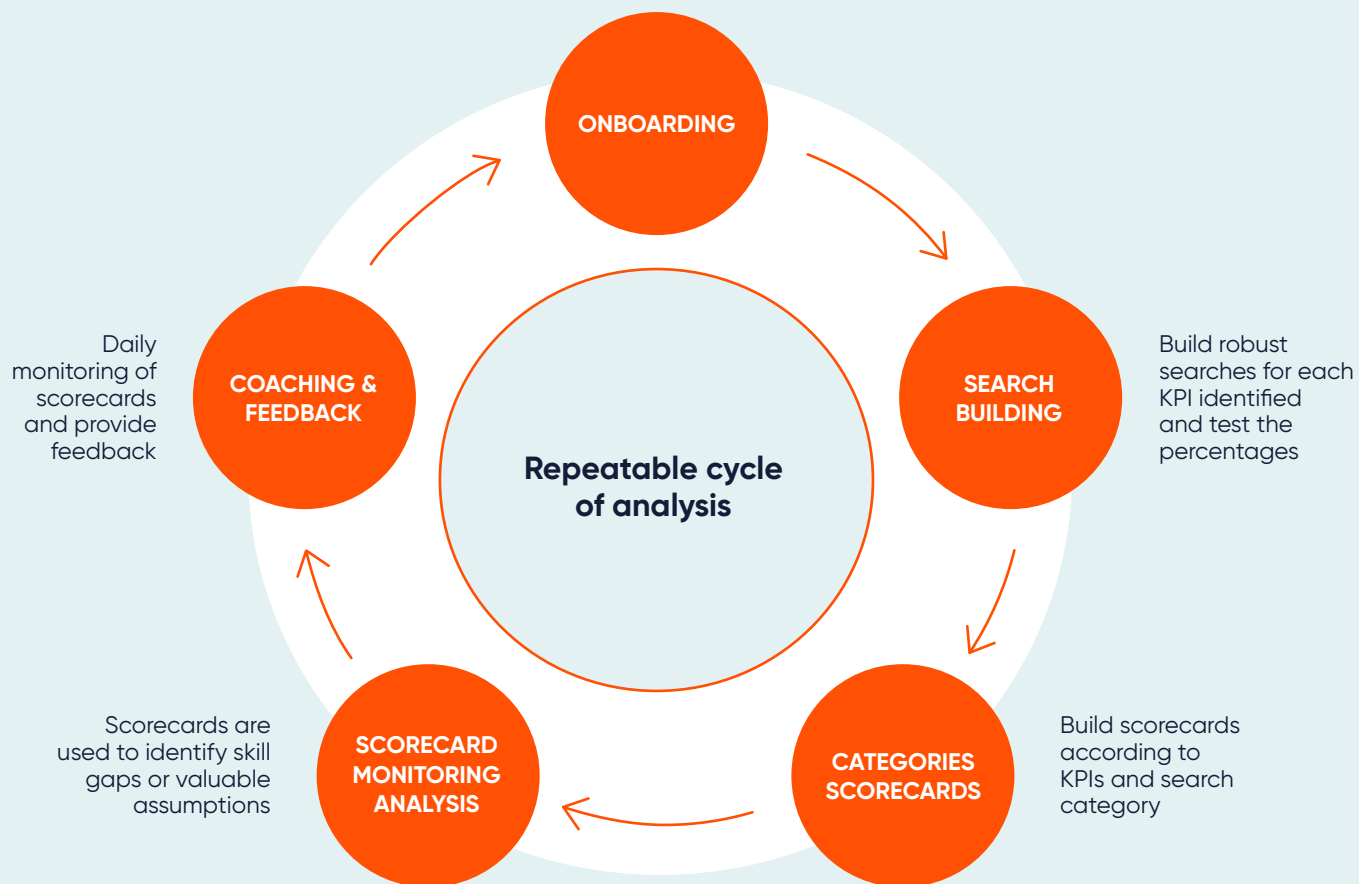 ONBOARDING
SEARCH
BUILDING
Build robust
searches for each
KPI identified
and test the
percentages
CATEGORIES
SCORECARDS
Build scorecards
according to
KPIs and search
category
SCORECARD
MONITORING
ANALYSIS
Scorecards are
used to identify skill
gaps or valuable
assumptions
COACHING &
FEEDBACK
Daily
monitoring of
scorecards
and provide
feedback
Repeatable cycle
of analysis